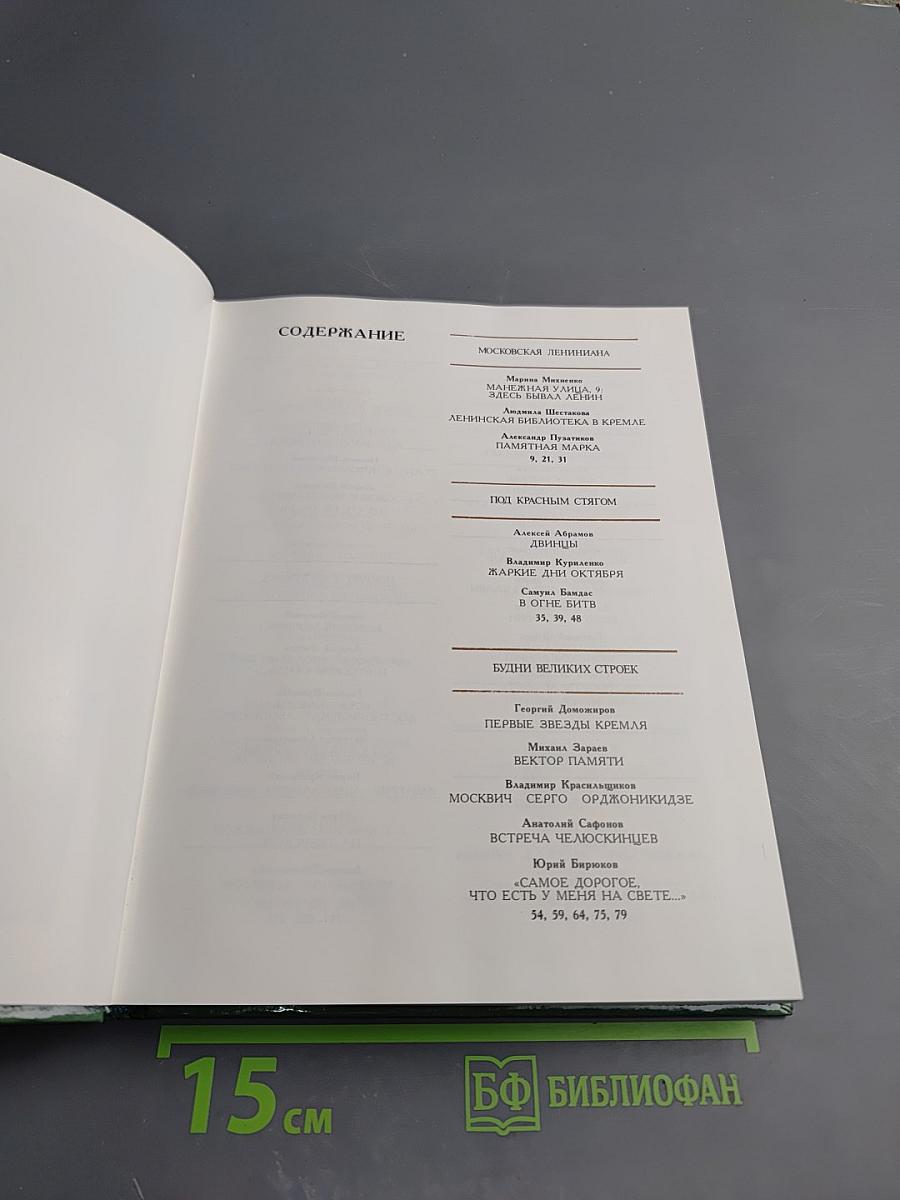 СОДЕРЖАНИЕ
МОСКОВСКАЯ ЛЕНИНИАНА
Марина Михненко
МАНЕЖНАЯ УЛИЦА, 9:
ЗДЕСЬ БЫВАЛ ЛЕНИН
Людмила Шестакова
ЛЕНИНСКАЯ БИБЛИОТЕКА В КРЕМЛЕ
Александр Пузатиков
ПАМЯТНАЯ МАРКА
9, 21, 31
ПОД КРАСНЫМ СТЯГОМ
Алексей Абрамов
ДВИНЦЫ
Владимир Куриленко
ЖАРКИЕ ДНИ ОКТЯБРЯ
Самуил Бамдас
В ОГНЕ БИТВ
35, 39, 48
БУДНИ ВЕЛИКИХ СТРОЕК
Георгий Доможиров
ПЕРВЫЕ ЗВЕЗДЫ КРЕМЛЯ
Михаил Зараев
ВЕКТОР ПАМЯТИ
Владимир Красильщиков
МОСКВИЧ СЕРГО ОРДЖОНИКИДЗЕ
Анатолий Сафонов
ВСТРЕЧА ЧЕЛЮСКИНЦЕВ
Юрий Бирюков
«САМОЕ ДОРОГОЕ,
ЧТО ЕСТЬ У МЕНЯ НА СВЕТЕ...»
54, 59, 64, 75, 79
15 см
БФ БИБЛИОФАН